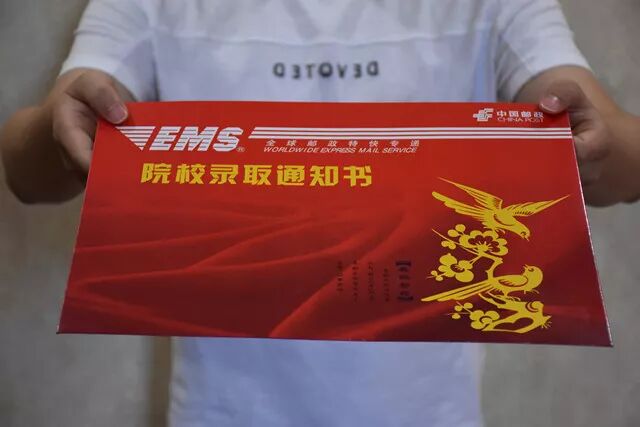 DEVOTED
中国邮政
CHINA POST
EMS®
全球邮政特快专递
WORLDWIDE EXPRESS MAIL SERVICE
院校录取通知书